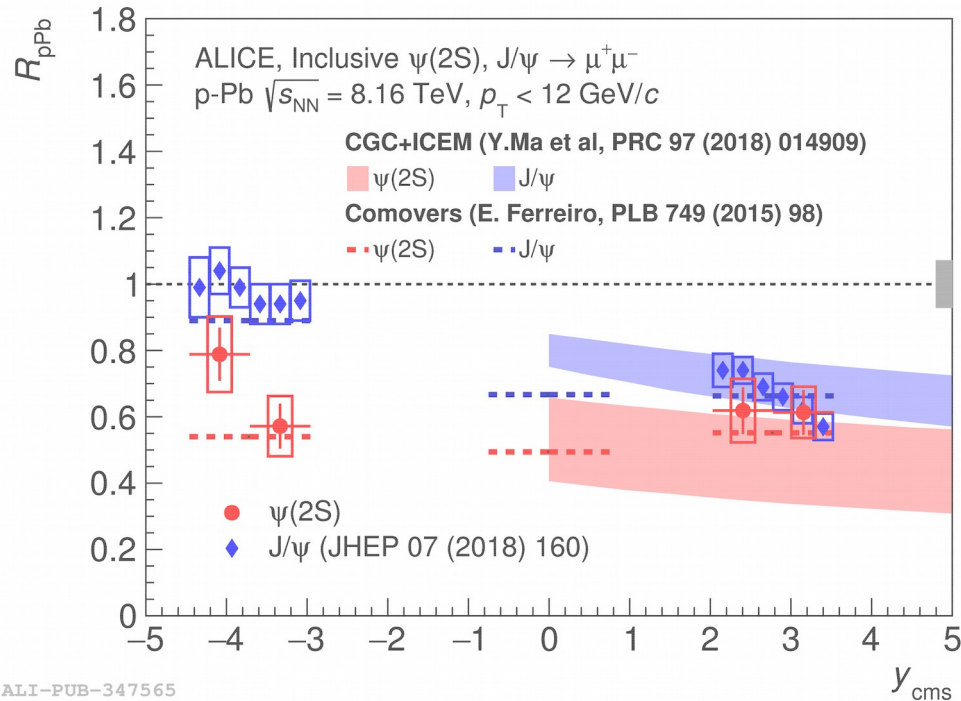 R_pPb
1.8
1.6
1.4
1.2
1
0.8
0.6
0.4
0.2
0
ALICE, Inclusive ψ(2S), J/ψ → μ⁺μ⁻
p-Pb √s_NN = 8.16 TeV, p_T < 12 GeV/c
CGC+ICEM (Y.Ma et al, PRC 97 (2018) 014909)
ψ(2S) J/ψ
Comovers (E. Ferreiro, PLB 749 (2015) 98)
ψ(2S) J/ψ
ψ(2S)
J/ψ (JHEP 07 (2018) 160)
−5 −4 −3 −2 −1 0 1 2 3 4 5
y_cms
ALI−PUB−347565